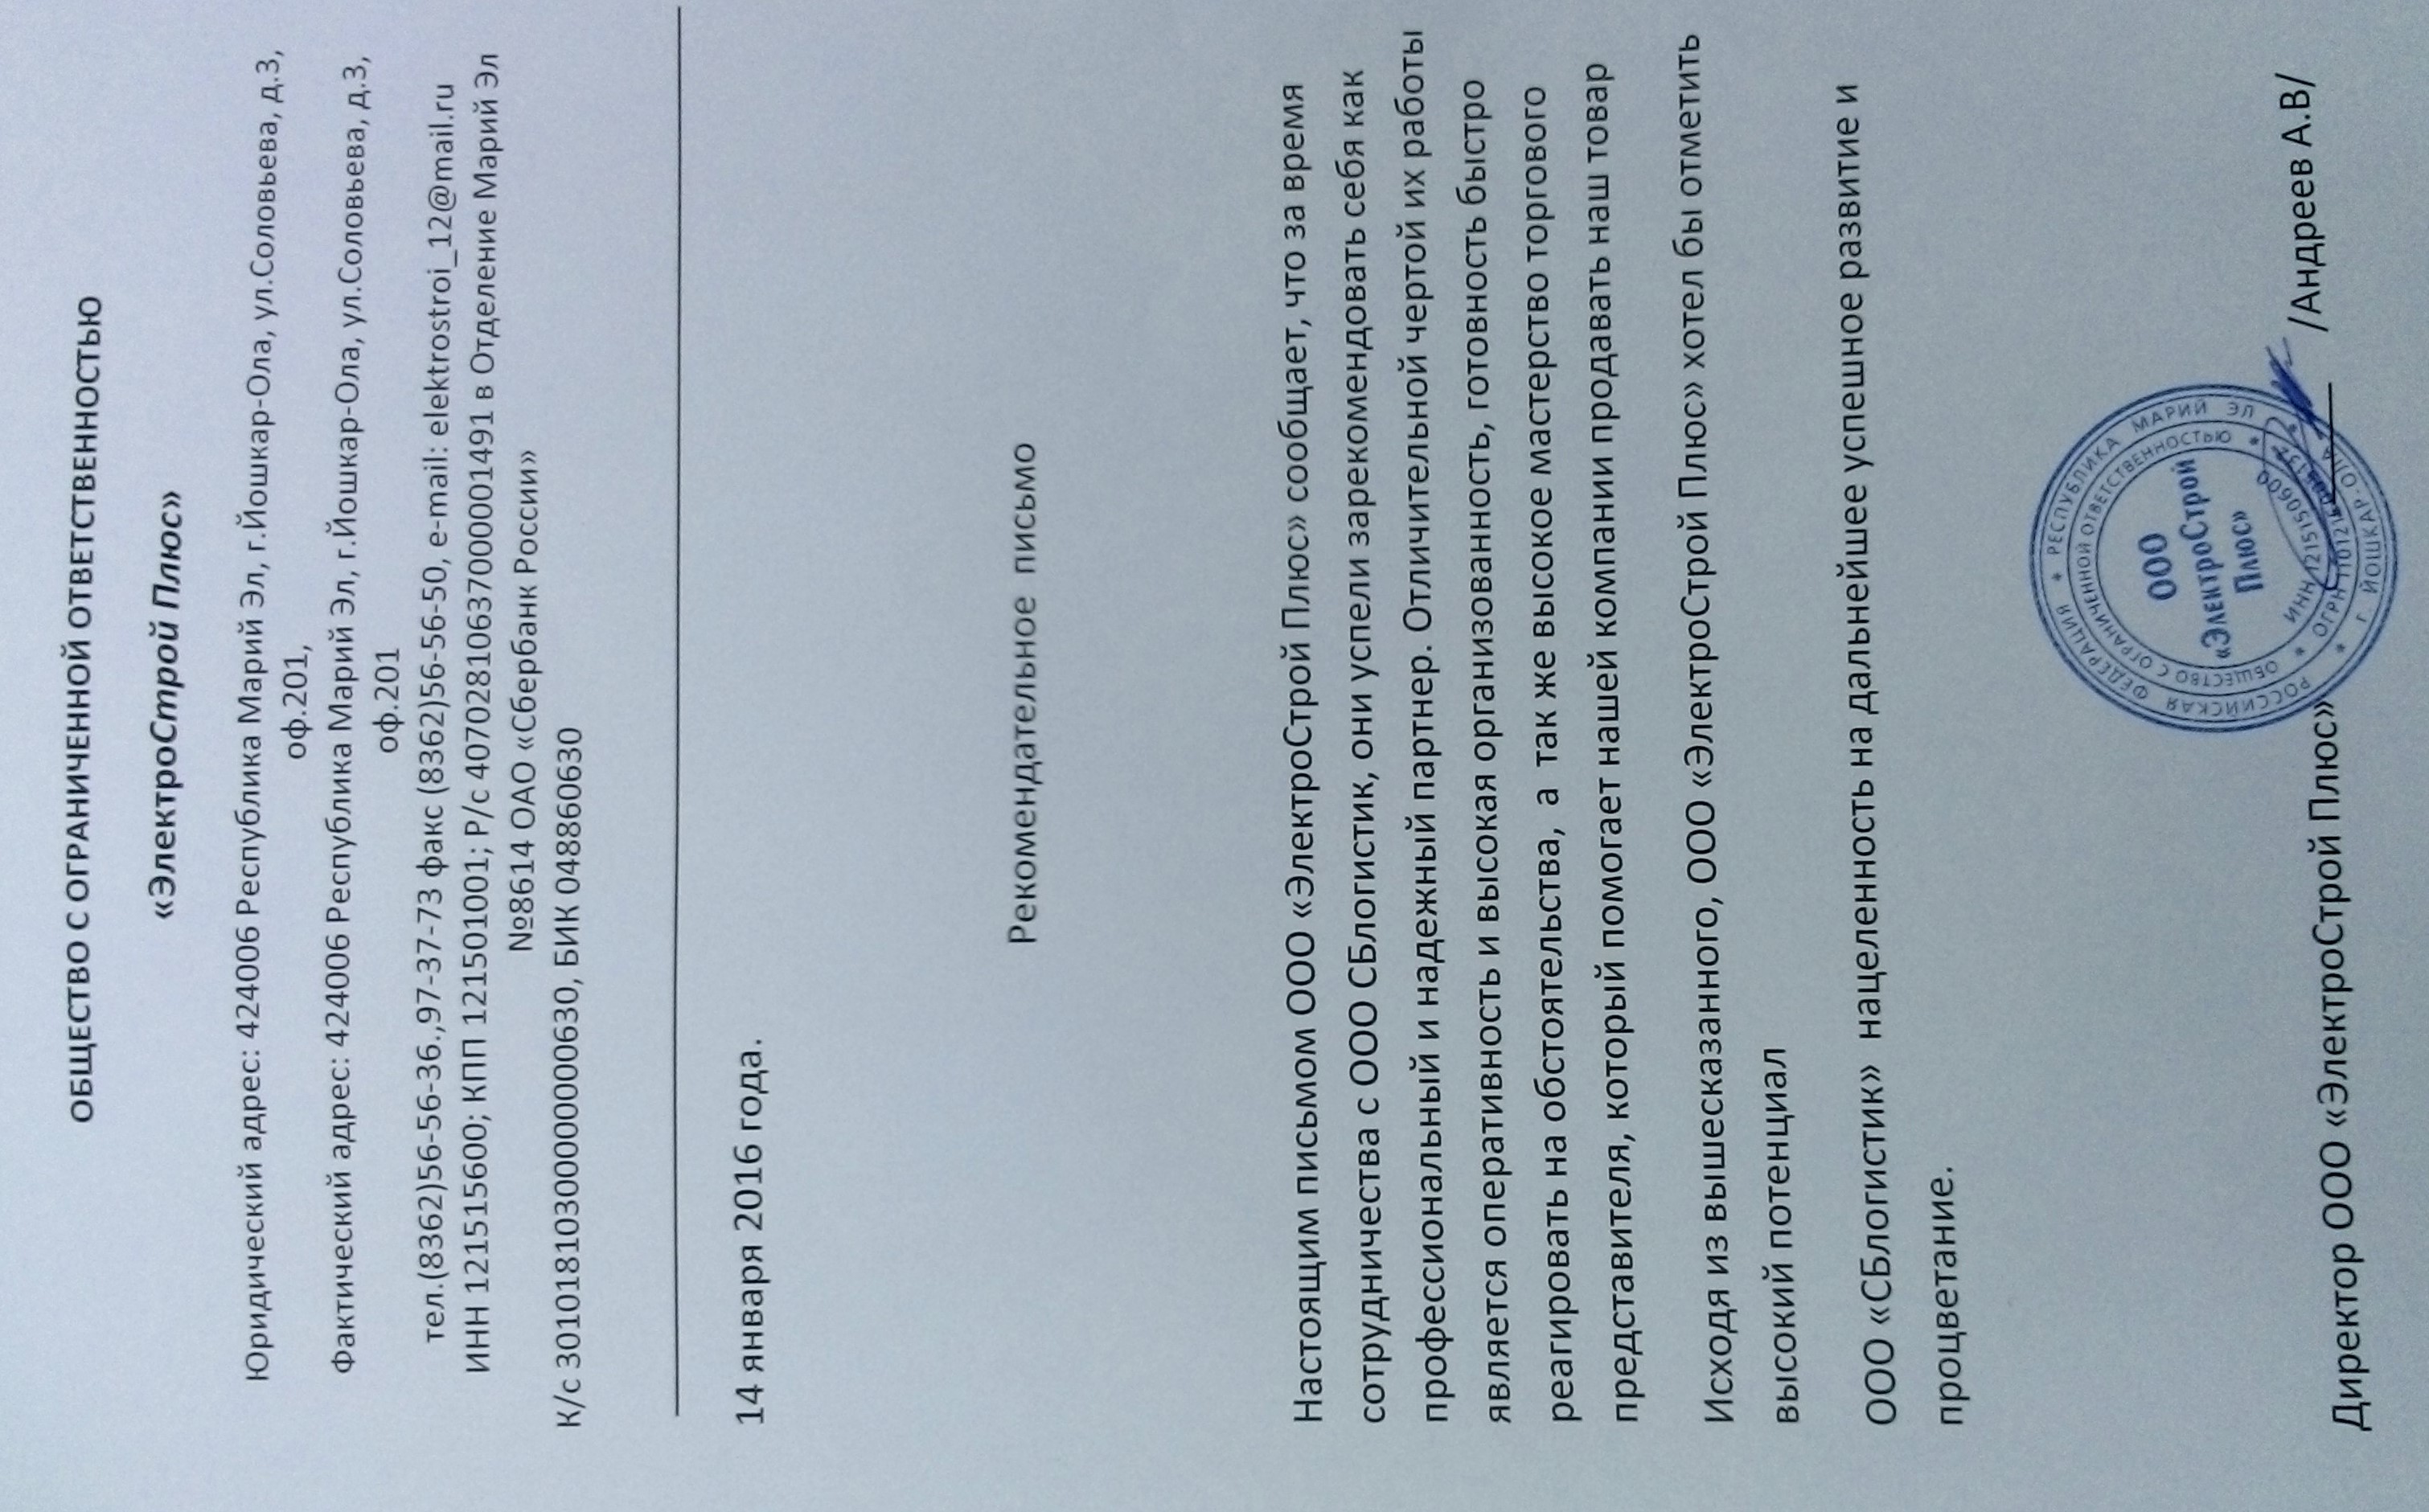 ОБЩЕСТВО С ОГРАНИЧЕННОЙ ОТВЕТСТВЕННОСТЬЮ
«ЭлектроСтрой Плюс»
Юридический адрес: 424006 Республика Марий Эл, г.Йошкар-Ола, ул.Соловьева, д.3,
оф.201,
Фактический адрес: 424006 Республика Марий Эл, г.Йошкар-Ола, ул.Соловьева, д.3,
оф.201
тел.(8362)56-56-36.,97-37-73 факс (8362)56-56-50, e-mail: elektrostroi_12@mail.ru
ИНН 1215115600; КПП 121501001; Р/с 40702810637000001491 в Отделение Марий Эл
№8614 ОАО «Сбербанк России»
К/с 30101810300000000630, БИК 048860630
14 января 2016 года.
Рекомендательное письмо
Настоящим письмом ООО «ЭлектроСтрой Плюс» сообщает, что за время
сотрудничества с ООО СБлогистик, они успели зарекомендовать себя как
профессиональный и надежный партнер. Отличительной чертой их работы
является оперативность и высокая организованность, готовность быстро
реагировать на обстоятельства, а так же высокое мастерство торгового
представителя, который помогает нашей компании продавать наш товар
Исходя из вышесказанного, ООО «ЭлектроСтрой Плюс» хотел бы отметить
высокий потенциал
ООО «СБлогистик» нацеленность на дальнейшее успешное развитие и
процветание.
РОССИЙСКАЯ ФЕДЕРАЦИЯ * РЕСПУБЛИКА МАРИЙ ЭЛ
* Г. ЙОШКАР-ОЛА *
ОБЩЕСТВО С ОГРАНИЧЕННОЙ ОТВЕТСТВЕННОСТЬЮ
ООО
«ЭлектроСтрой
Плюс»
ИНН 1215150600
ОГРН
Директор ООО «ЭлектроСтрой Плюс» /Андреев А.В/